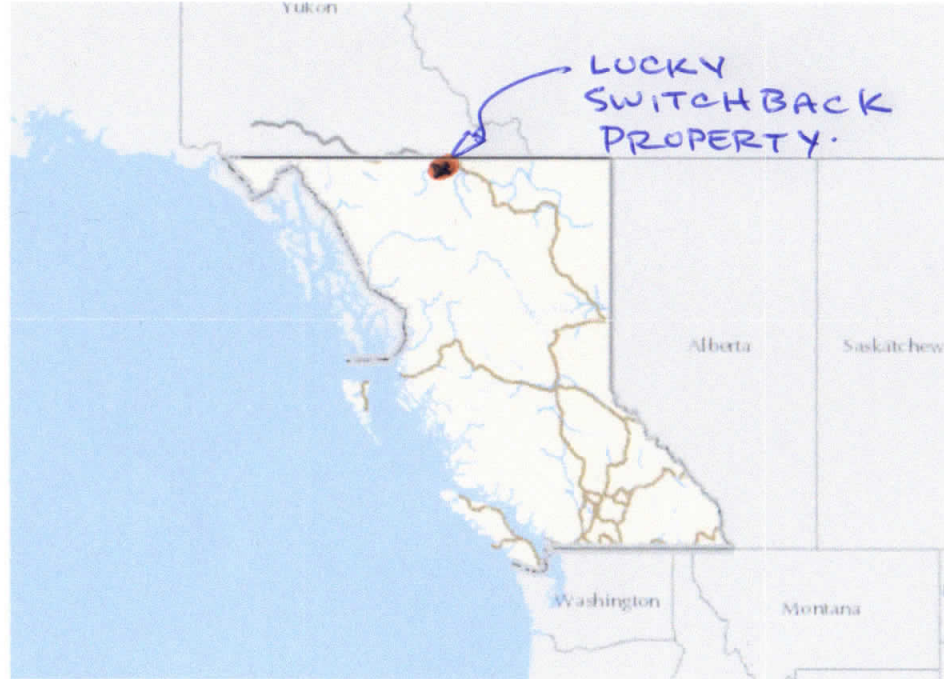 Yukon
LUCKY
SWITCHBACK
PROPERTY.
Alberta
Saskatchew
Washington
Montana